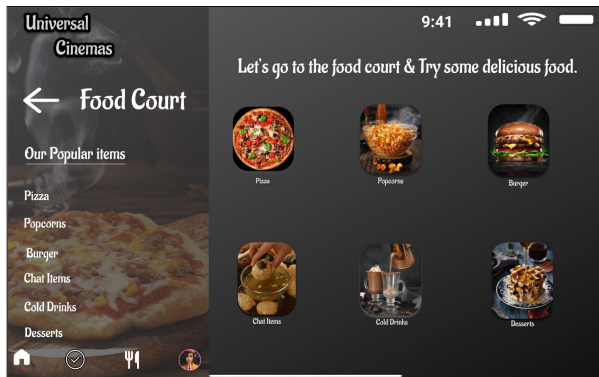 Universal
Cinemas
Food Court
Our Popular items
Pizza
Popcorns
Burger
Chat Items
Cold Drinks
Desserts
9:41
Let's go to the food court & Try some delicious food.
Pizza
Popcorns
Burger
Chat Items
Cold Drinks
Desserts